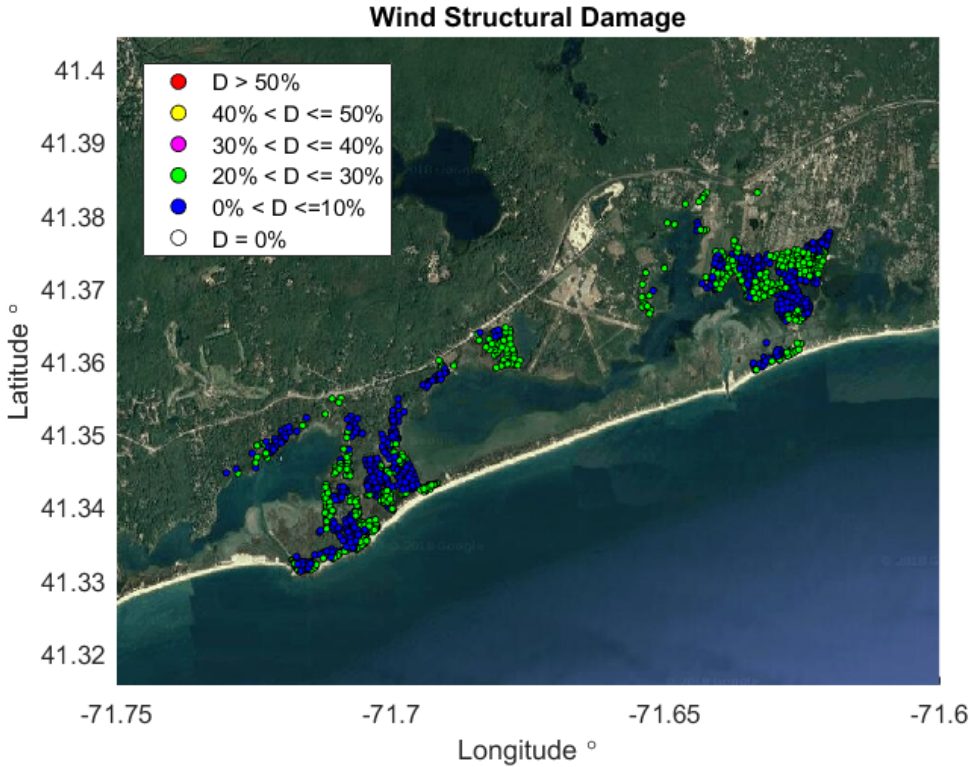 Wind Structural Damage
41.4
41.39
41.38
41.37
41.36
41.35
41.34
41.33
41.32
Latitude °
D > 50%
40% < D <= 50%
30% < D <= 40%
20% < D <= 30%
0% < D <=10%
D = 0%
© 2018 Google
-71.75
-71.7
-71.65
-71.6
Longitude °